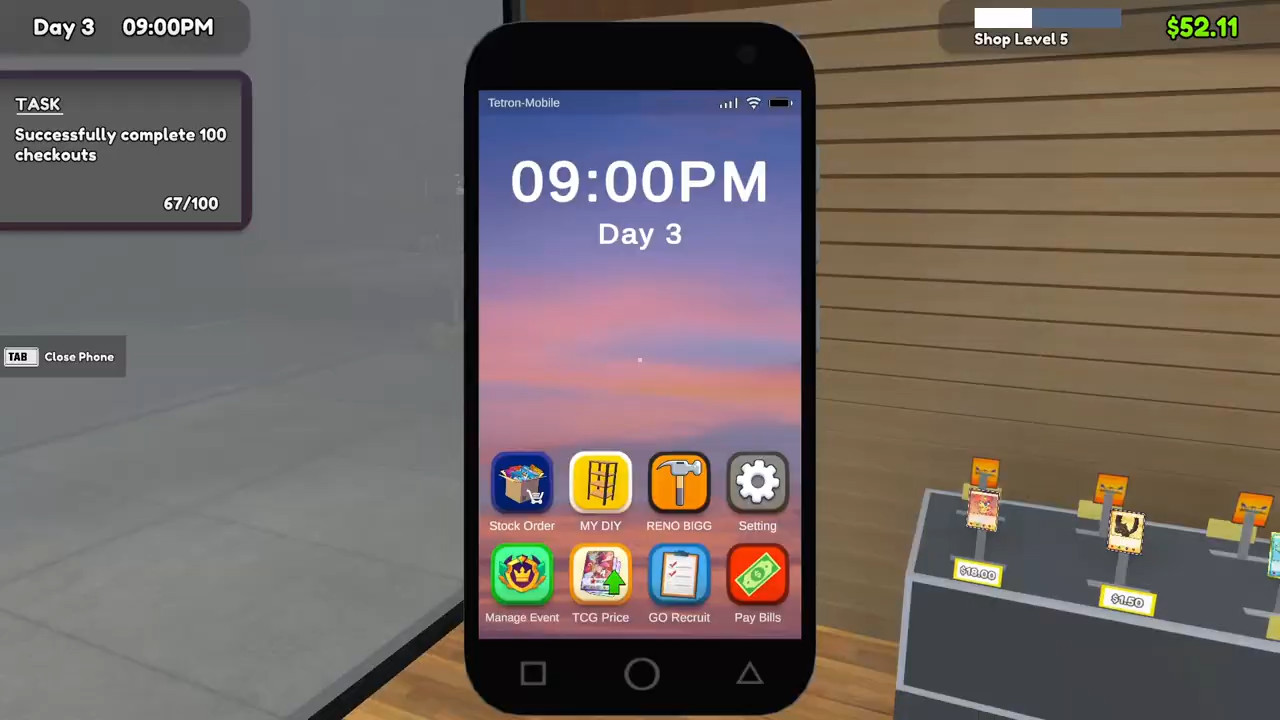 Day 3 09:00PM
Shop Level 5
$52.11
TASK
Successfully complete 100
checkouts
67/100
TAB Close Phone
Tetron-Mobile
09:00PM
Day 3
Stock Order MY DIY RENO BIGG Setting
Manage Event TCG Price GO Recruit Pay Bills
$18.00
$1.50